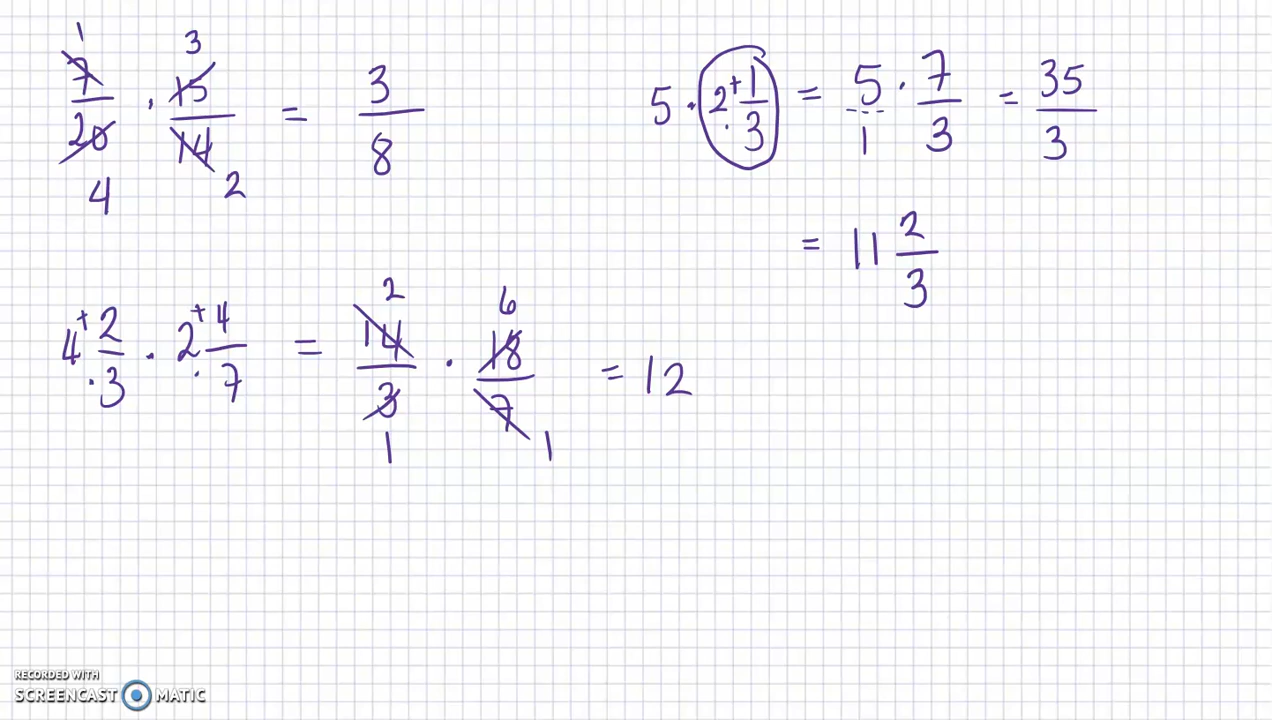 1 3
7/20 · 15/14 = 3/8
4 2
5 · 2 + 1/3 = 5/1 · 7/3 = 35/3
= 11 2/3
2 6
4 + 2/3 · 2 + 4/7 = 14/3 · 18/7 = 12
1 1
RECORDED WITH
SCREENCAST MATIC